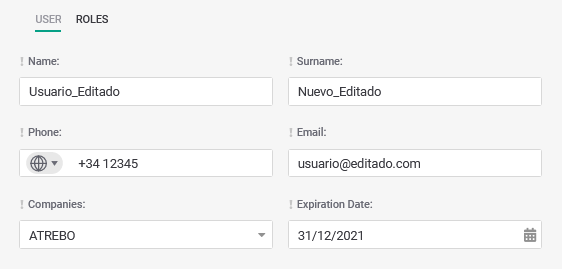 USER ROLES
! Name: ! Surname:
Usuario_Editado Nuevo_Editado
! Phone: ! Email:
+34 12345 usuario@editado.com
! Companies: ! Expiration Date:
ATREBO 31/12/2021